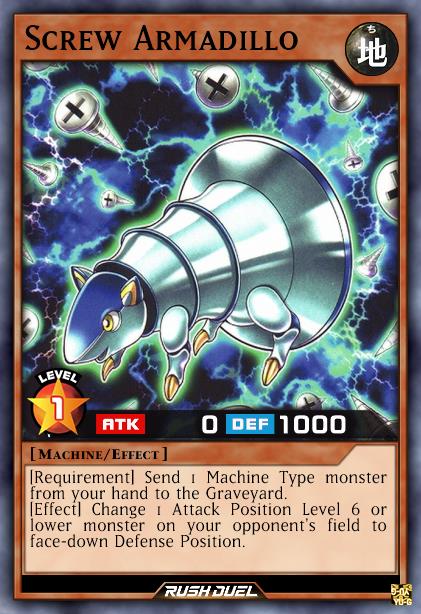 Screw Armadillo
ち
地
LEVEL
1
ATK 0 DEF 1000
[Machine/Effect]
[Requirement] Send 1 Machine Type monster
from your hand to the Graveyard.
[Effect] Change 1 Attack Position Level 6 or
lower monster on your opponent's field to
face-down Defense Position.
RUSH DUEL